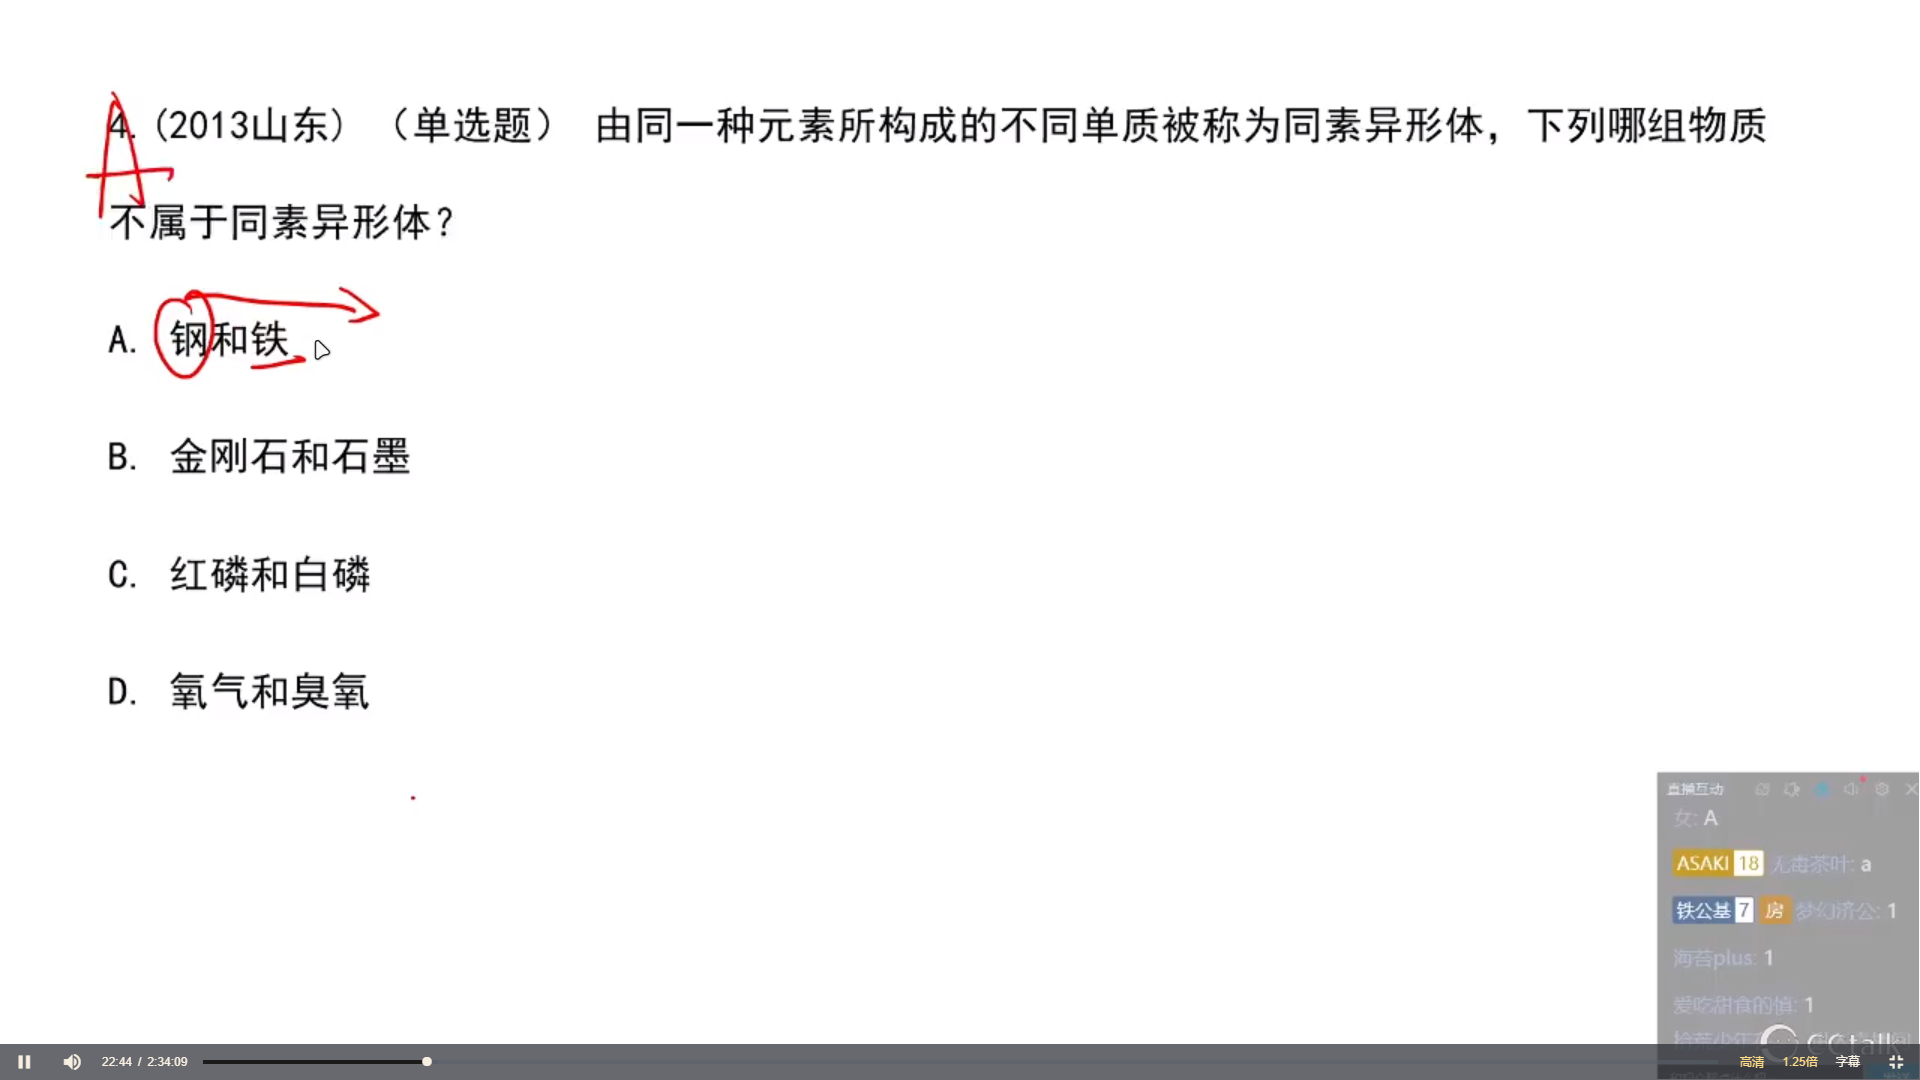 A
4. (2013山东) （单选题） 由同一种元素所构成的不同单质被称为同素异形体，下列哪组物质
不属于同素异形体？
A. 钢和铁
B. 金刚石和石墨
C. 红磷和白磷
D. 氧气和臭氧
直播互动
女: A
ASAKI 18 无毒茶叶: a
铁公基 7 房 梦幻济公: 1
海苔plus: 1
爱吃甜食的慎: 1
CCtalk
22:44 / 2:34:09 高清 1.25倍 字幕